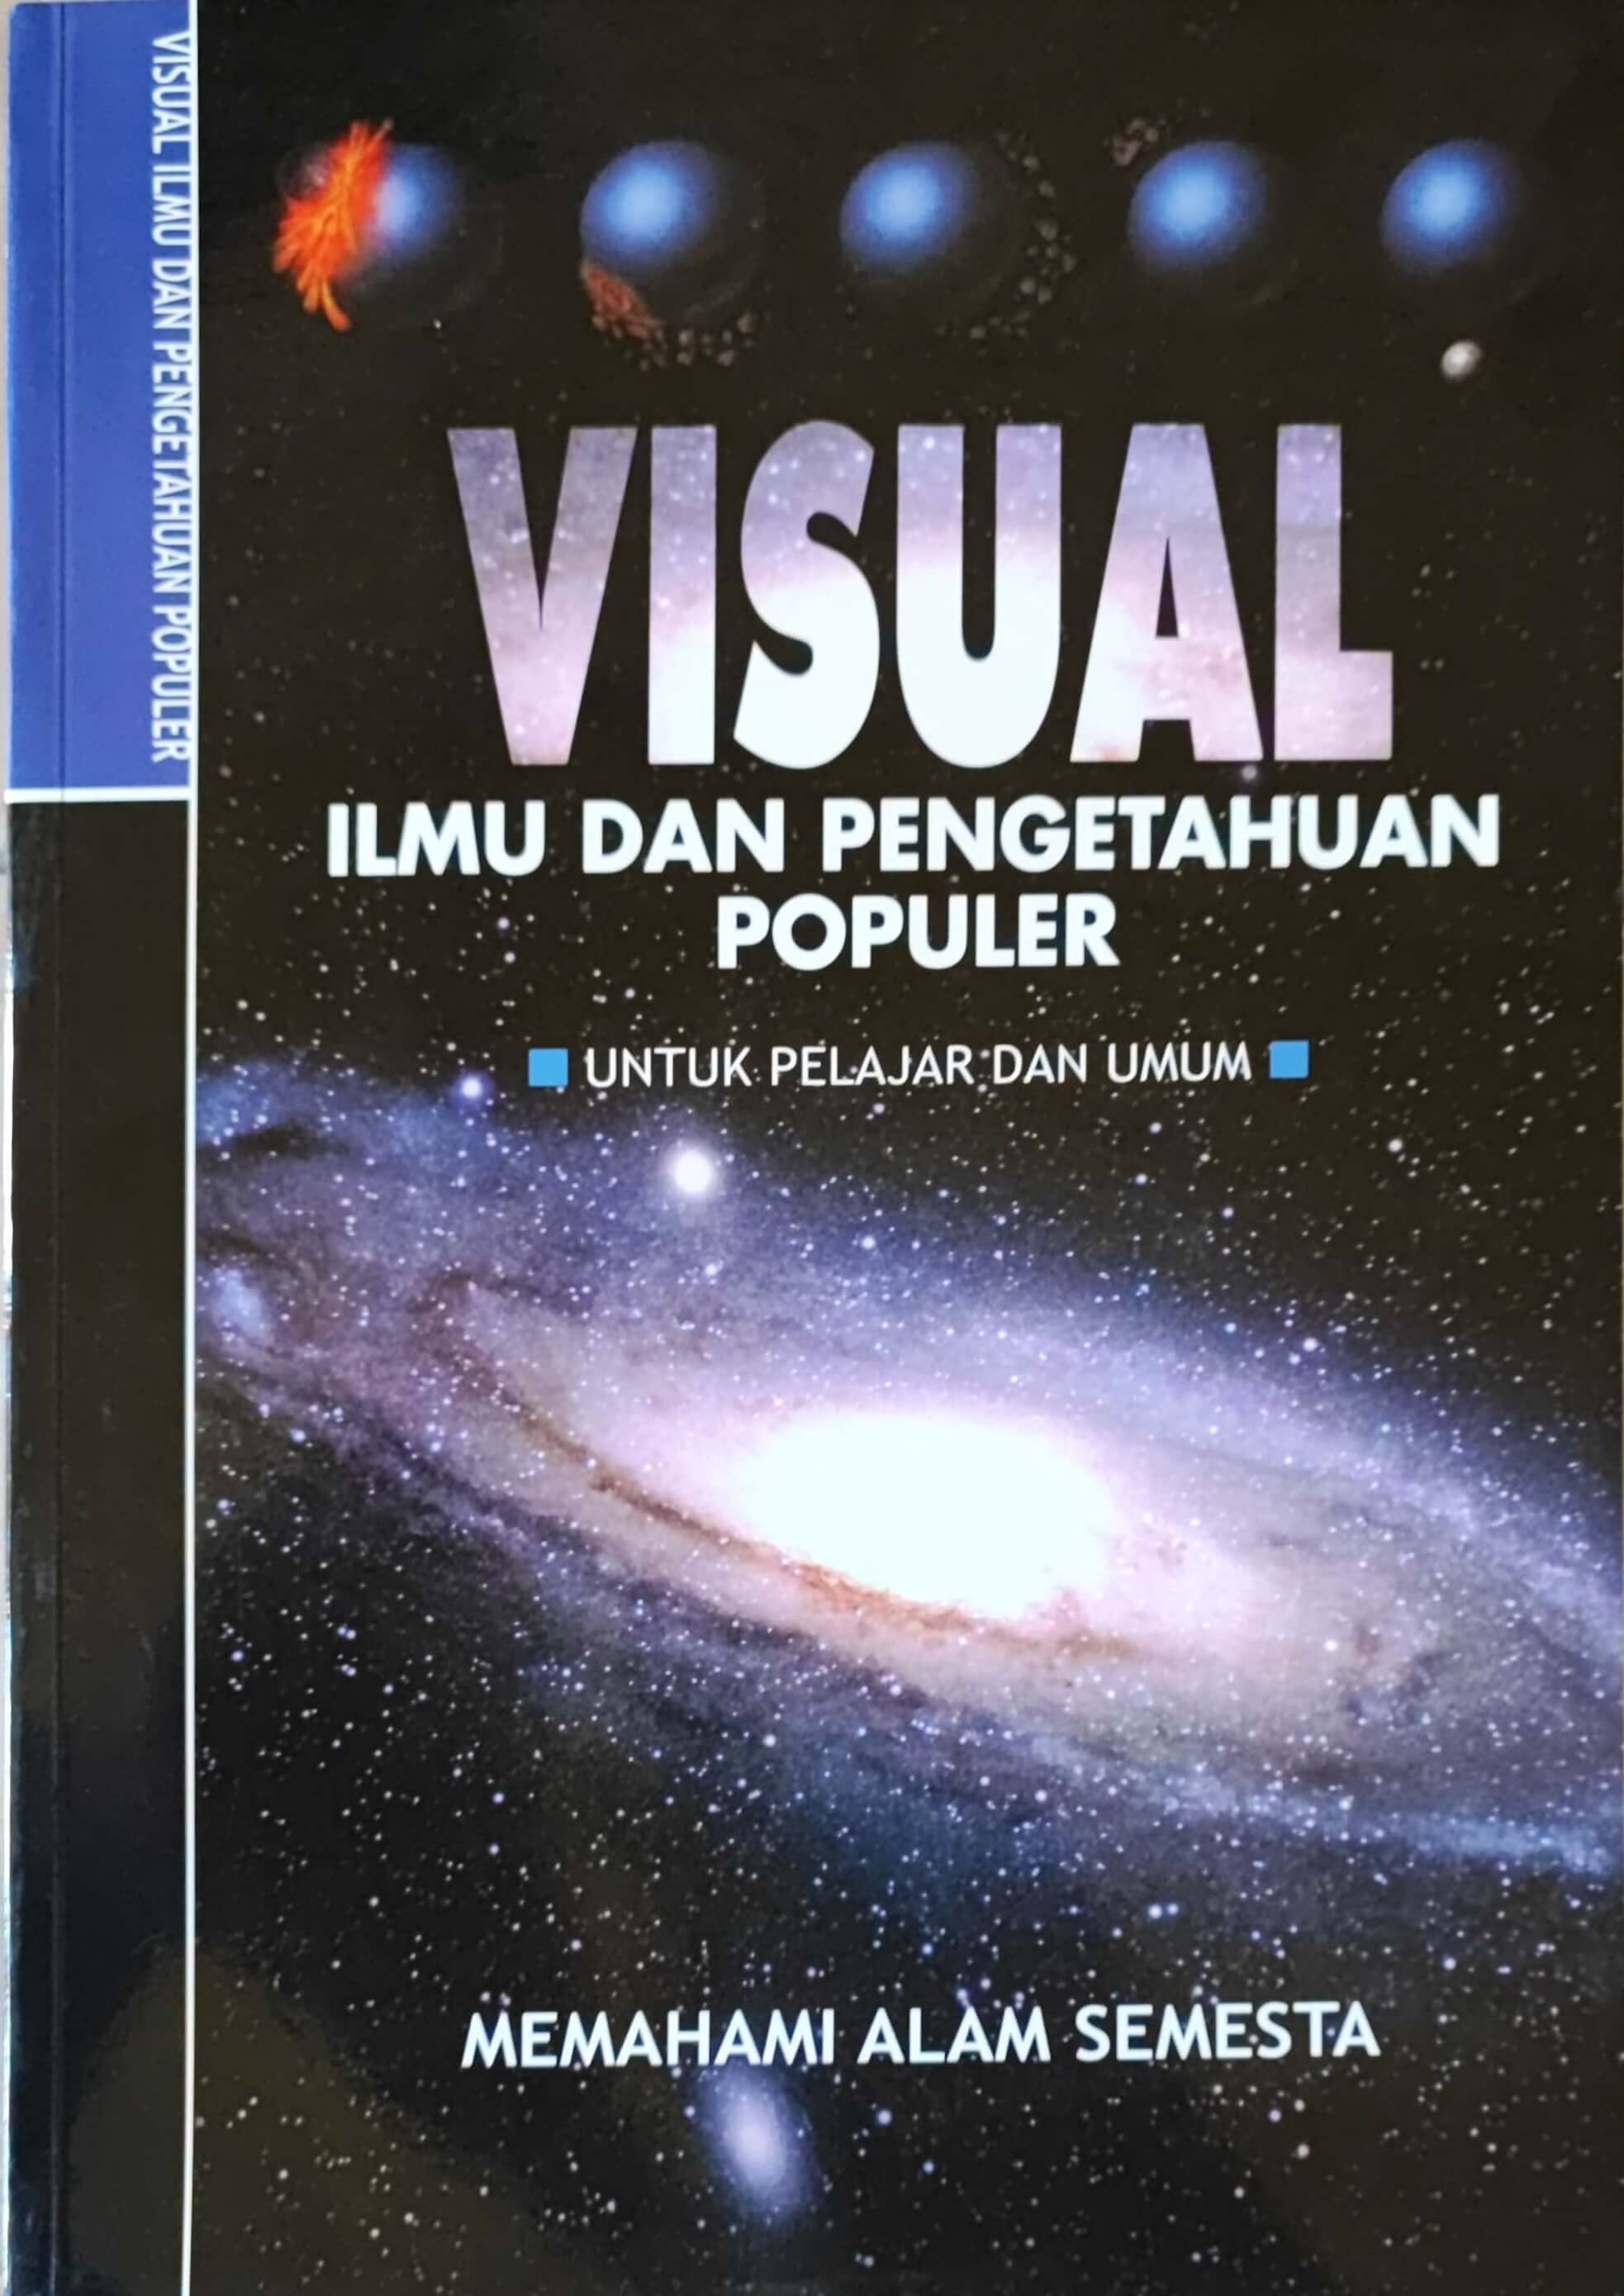 VISUAL ILMU DAN PENGETAHUAN POPULER
VISUAL
ILMU DAN PENGETAHUAN
POPULER
UNTUK PELAJAR DAN UMUM
MEMAHAMI ALAM SEMESTA